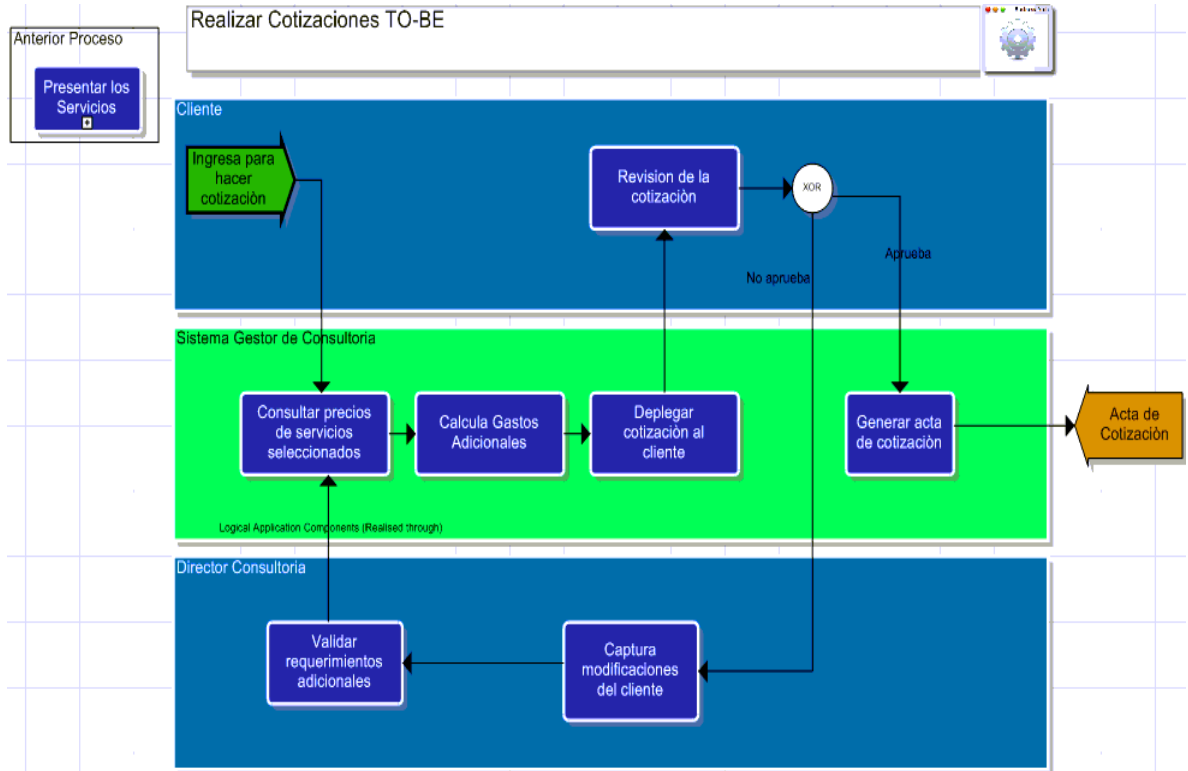 Realizar Cotizaciones TO-BE
Anterior Proceso
Presentar los
Servicios
Cliente
Ingresa para
hacer
cotizaciòn
Revision de la
cotizaciòn
XOR
Aprueba
No aprueba
Sistema Gestor de Consultoria
Consultar precios
de servicios
seleccionados
Calcula Gastos
Adicionales
Deplegar
cotizaciòn al
cliente
Generar acta
de cotizaciòn
Acta de
Cotizaciòn
Logical Application Components (Realised through)
Director Consultoria
Validar
requerimientos
adicionales
Captura
modificaciones
del cliente